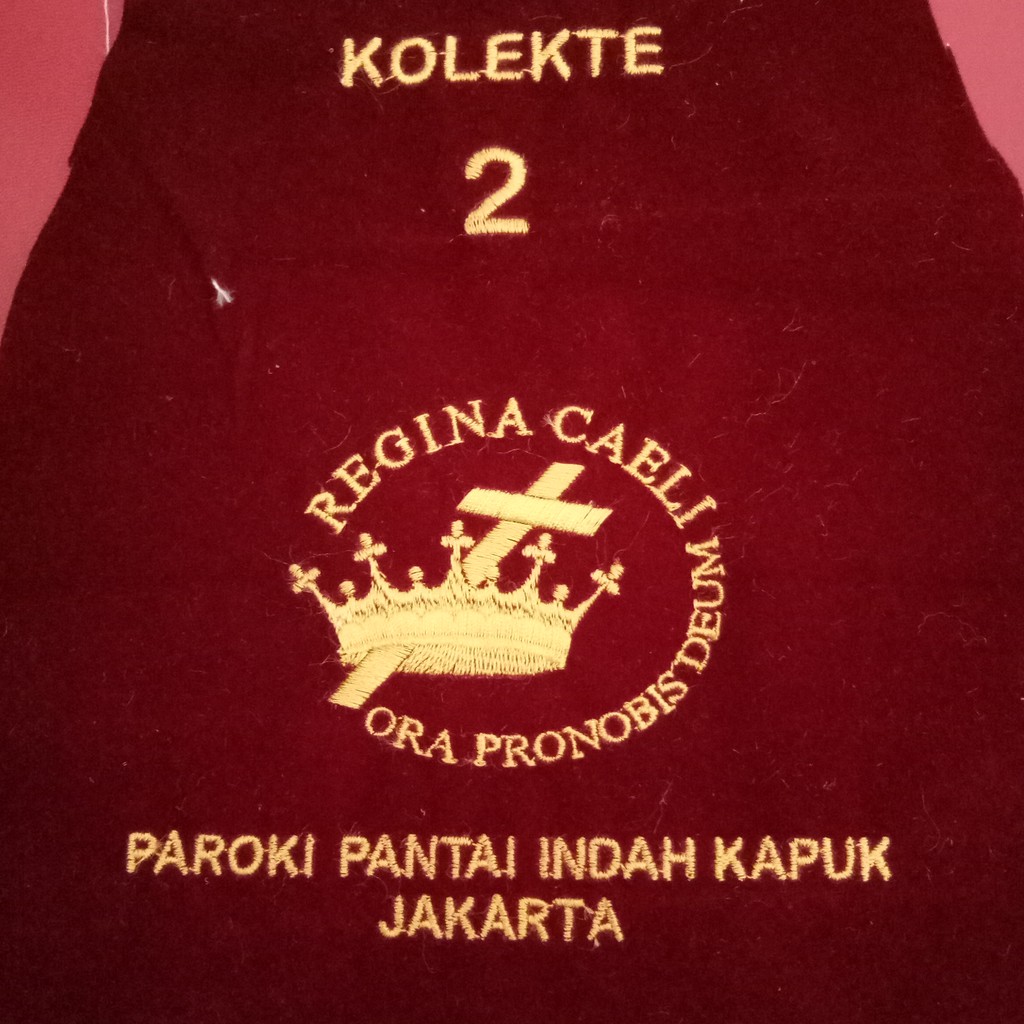 KOLEKTE
2
REGINA CAELI
ORA PRONOBIS DEUM
PAROKI PANTAI INDAH KAPUK
JAKARTA